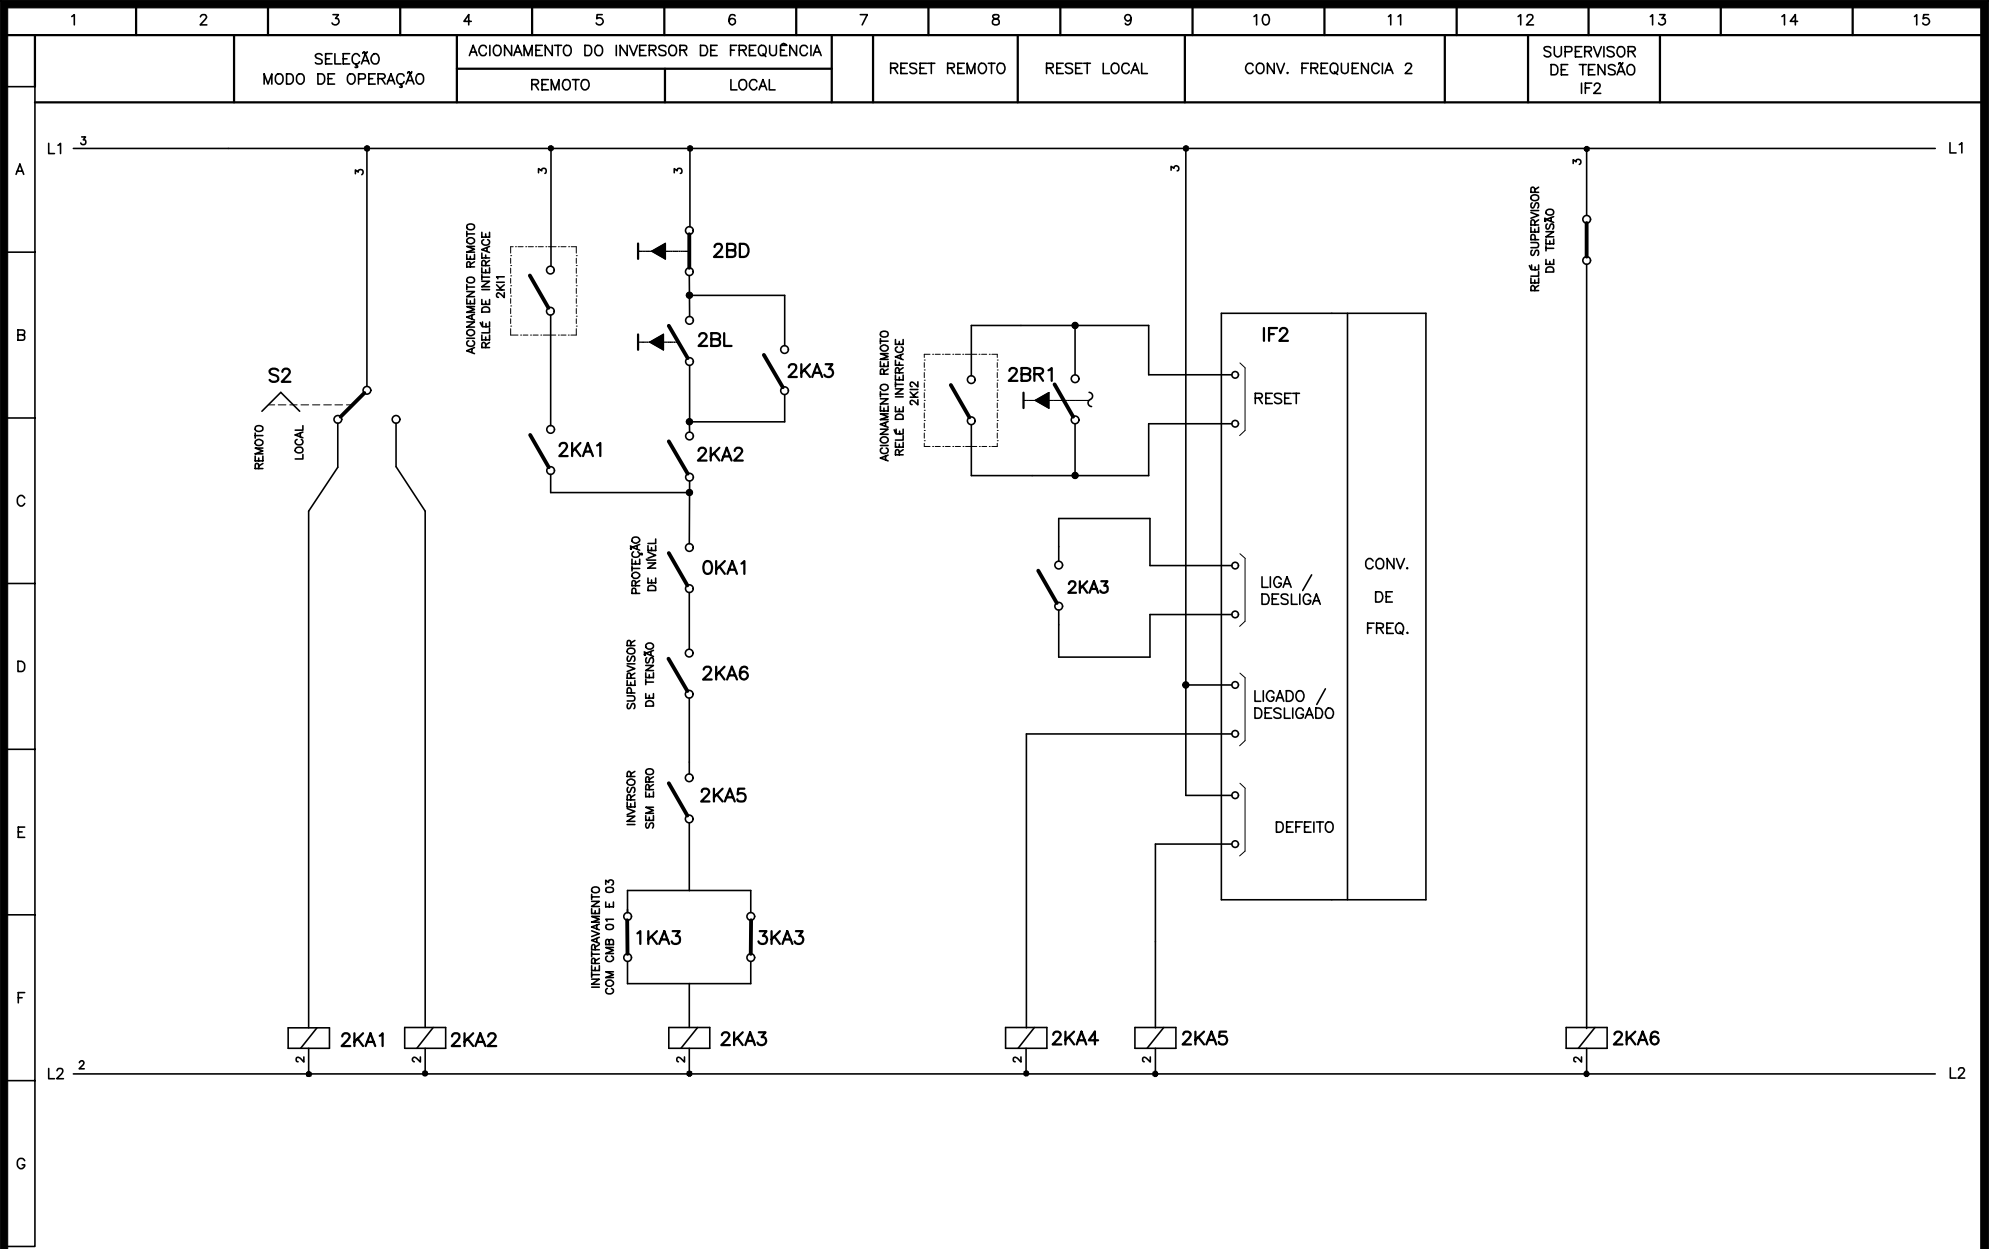 1 2 3 4 5 6 7 8 9 10 11 12 13 14 15
SELEÇÃO
MODO DE OPERAÇÃO
ACIONAMENTO DO INVERSOR DE FREQUÊNCIA
REMOTO
LOCAL
RESET REMOTO
RESET LOCAL
CONV. FREQUENCIA 2
SUPERVISOR
DE TENSÃO
IF2
A
B
C
D
E
F
G
L1 3
L1
3
3
3
3
3
S2
REMOTO
LOCAL
ACIONAMENTO REMOTO
RELÉ DE INTERFACE
2KI1
2KA1
2BD
2BL
2KA3
2KA2
PROTEÇÃO
DE NÍVEL
0KA1
SUPERVISOR
DE TENSÃO
2KA6
INVERSOR
SEM ERRO
2KA5
INTERTRAVAMENTO
COM CMB 01 E 03
1KA3
3KA3
ACIONAMENTO REMOTO
RELÉ DE INTERFACE
2KI2
2BR1
2KA3
IF2
RESET
LIGA /
DESLIGA
LIGADO /
DESLIGADO
DEFEITO
CONV.
DE
FREQ.
RELÉ SUPERVISOR
DE TENSÃO
2KA1
2KA2
2KA3
2KA4
2KA5
2KA6
2
2
2
2
2
2
L2 2
L2